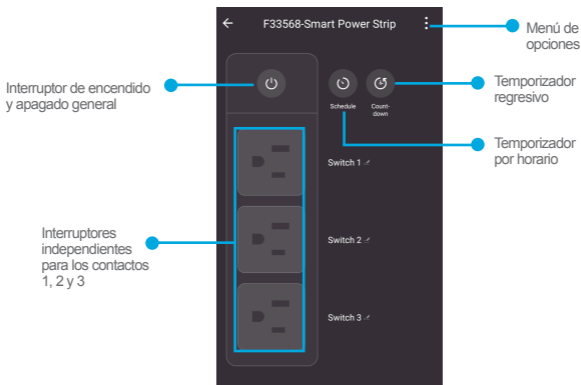 F33568-Smart Power Strip
Menú de
opciones
Interruptor de encendido
y apagado general
Schedule
Count-
down
Temporizador
regresivo
Temporizador
por horario
Switch 1
Interruptores
independientes
para los contactos
1, 2 y 3
Switch 2
Switch 3